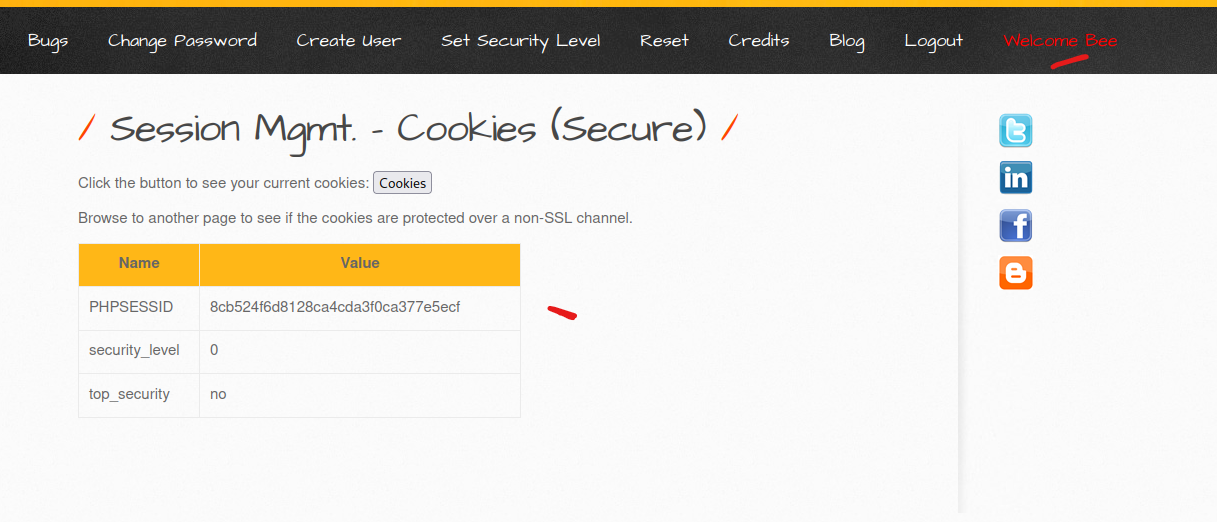 Bugs Change Password Create User Set Security Level Reset Credits Blog Logout Welcome Bee
/ Session Mgmt. - Cookies (Secure) /
Click the button to see your current cookies: Cookies
Browse to another page to see if the cookies are protected over a non-SSL channel.
Name Value
PHPSESSID 8cb524f6d8128ca4cda3f0ca377e5ecf
security_level 0
top_security no